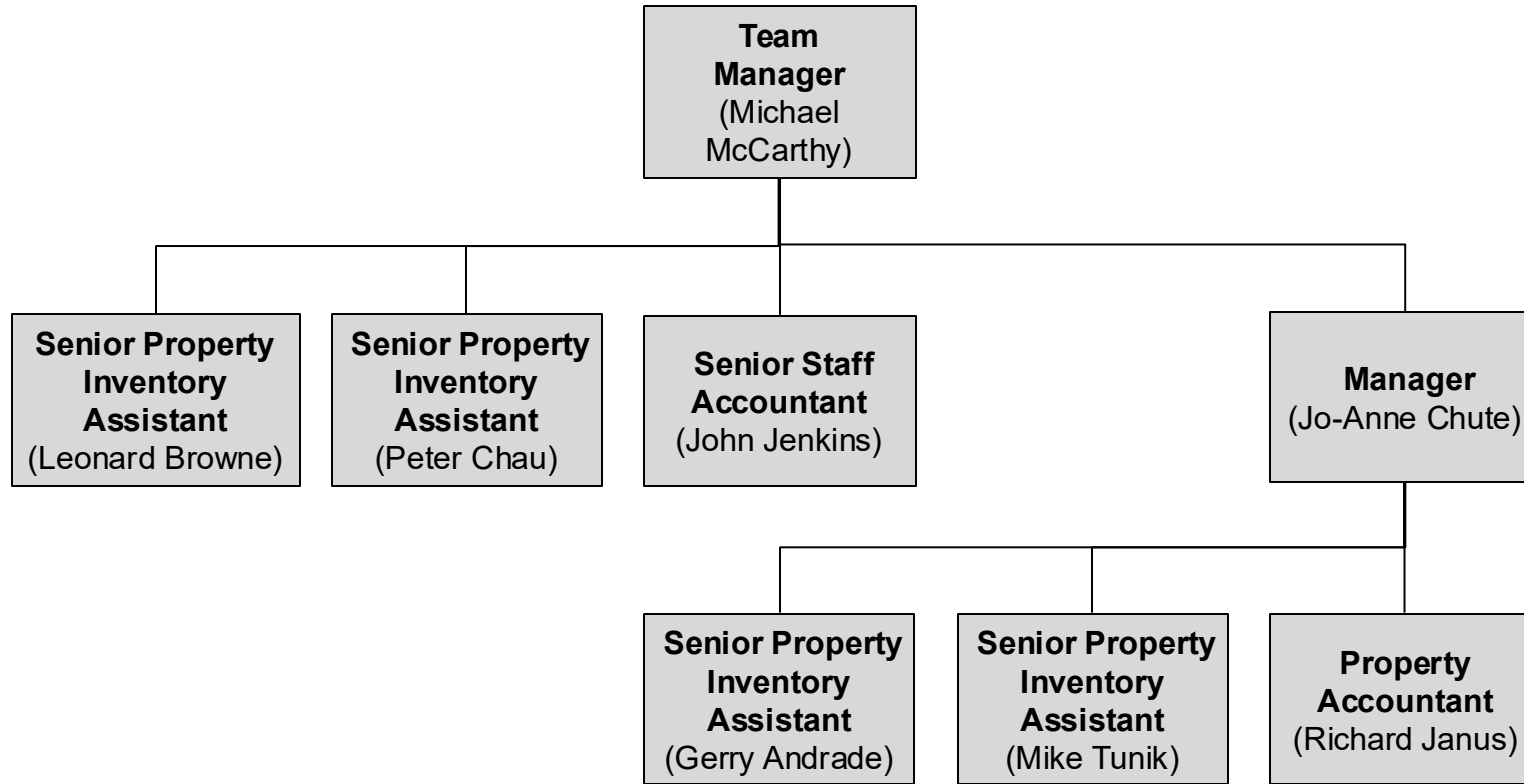 Team
Manager
(Michael
McCarthy)
Senior Property
Inventory
Assistant
(Leonard Browne)
Senior Property
Inventory
Assistant
(Peter Chau)
Senior Staff
Accountant
(John Jenkins)
Manager
(Jo-Anne Chute)
Senior Property
Inventory
Assistant
(Gerry Andrade)
Senior Property
Inventory
Assistant
(Mike Tunik)
Property
Accountant
(Richard Janus)